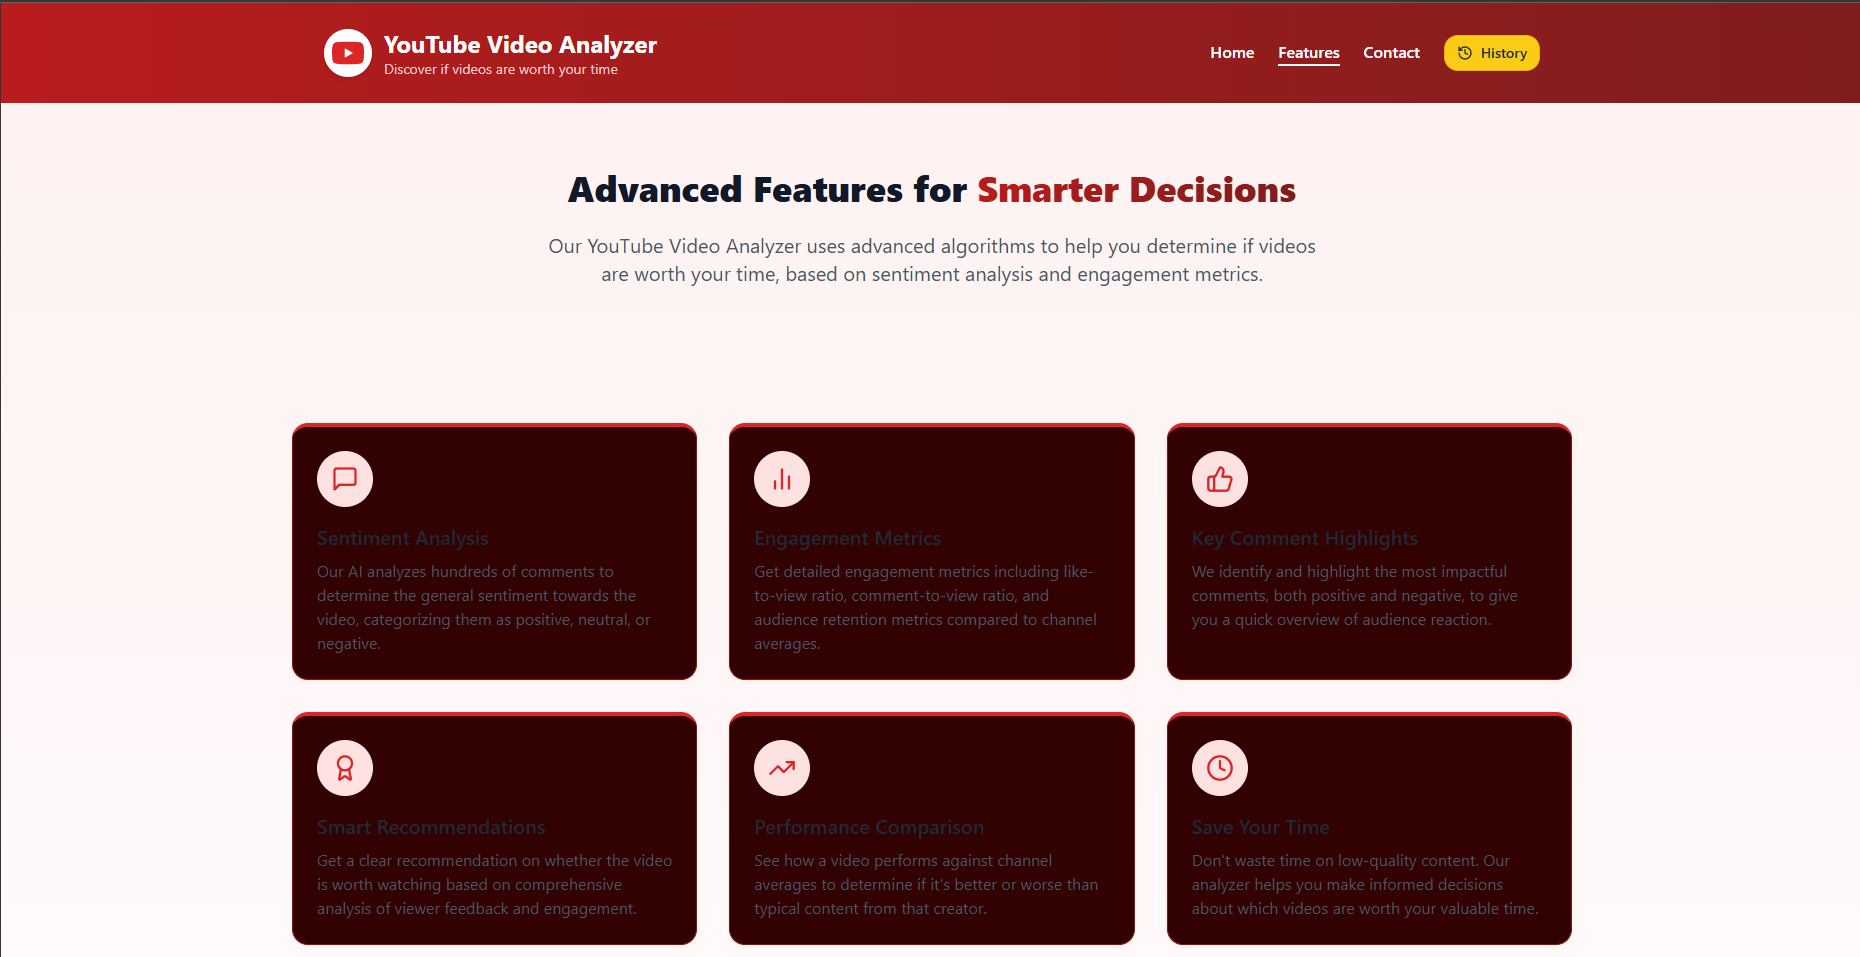 YouTube Video Analyzer
Discover if videos are worth your time
Home
Features
Contact
History
Advanced Features for Smarter Decisions
Our YouTube Video Analyzer uses advanced algorithms to help you determine if videos
are worth your time, based on sentiment analysis and engagement metrics.
Sentiment Analysis
Our AI analyzes hundreds of comments to
determine the general sentiment towards the
video, categorizing them as positive, neutral, or
negative.
Engagement Metrics
Get detailed engagement metrics including like-
to-view ratio, comment-to-view ratio, and
audience retention metrics compared to channel
averages.
Key Comment Highlights
We identify and highlight the most impactful
comments, both positive and negative, to give
you a quick overview of audience reaction.
Smart Recommendations
Get a clear recommendation on whether the video
is worth watching based on comprehensive
analysis of viewer feedback and engagement.
Performance Comparison
See how a video performs against channel
averages to determine if it's better or worse than
typical content from that creator.
Save Your Time
Don't waste time on low-quality content. Our
analyzer helps you make informed decisions
about which videos are worth your valuable time.